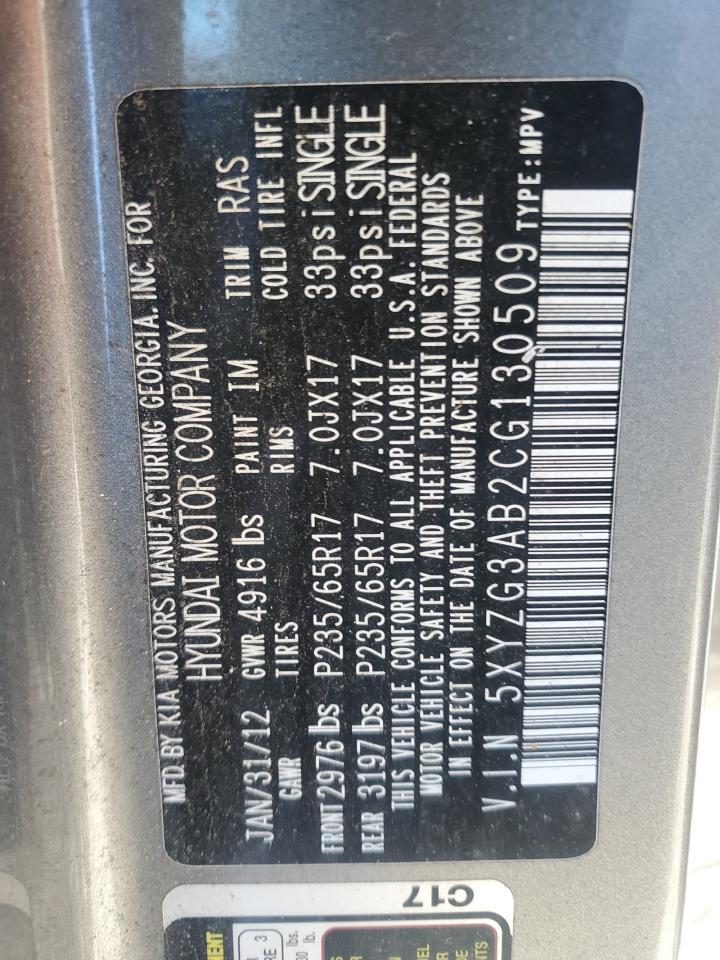 MFD.BY KIA MOTORS MANUFACTURING GEORGIA. INC. FOR
HYUNDAI MOTOR COMPANY
JAN/31/12 GVWR 4916 lbs PAINT IM TRIM RAS
GAWR TIRES RIMS COLD TIRE INFL
FRONT 2976 lbs P235/65R17 7.0JX17 33psi SINGLE
REAR 3197 lbs P235/65R17 7.0JX17 33psi SINGLE
THIS VEHICLE CONFORMS TO ALL APPLICABLE U.S.A. FEDERAL
MOTOR VEHICLE SAFETY AND THEFT PREVENTION STANDARDS
IN EFFECT ON THE DATE OF MANUFACTURE SHOWN ABOVE
V.I.N 5XYZG3AB2CG130509 TYPE:MPV
C17